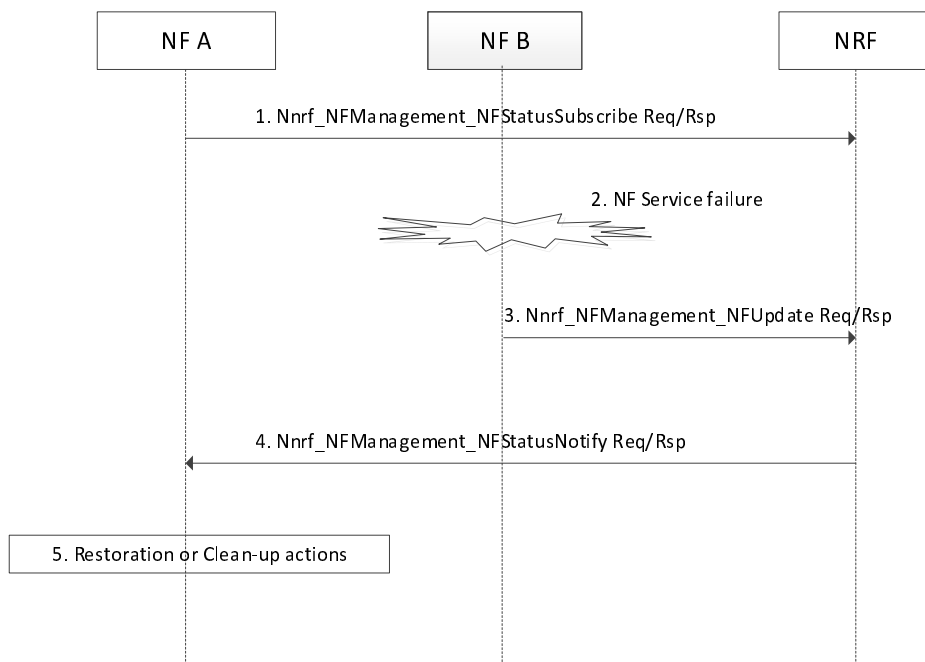 NF A
NF B
NRF
1. Nnrf_NFManagement_NFStatusSubscribe Req/Rsp
2. NF Service failure
3. Nnrf_NFManagement_NFUpdate Req/Rsp
4. Nnrf_NFManagement_NFStatusNotify Req/Rsp
5. Restoration or Clean-up actions